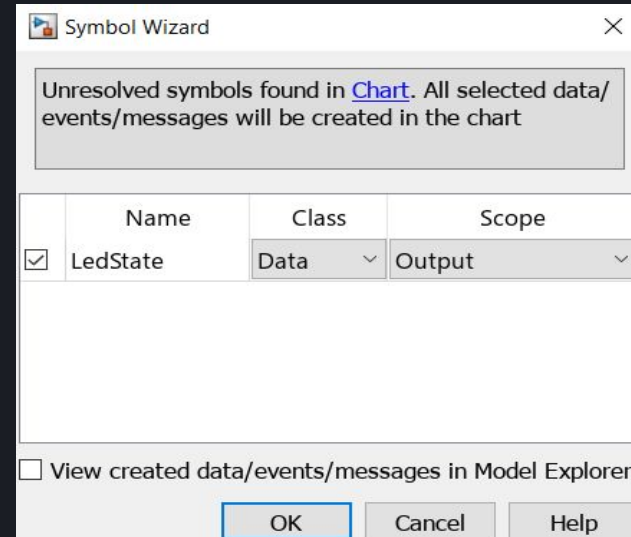 Symbol Wizard
Unresolved symbols found in Chart. All selected data/
events/messages will be created in the chart
Name Class Scope
LedState Data Output
View created data/events/messages in Model Explorer
OK Cancel Help